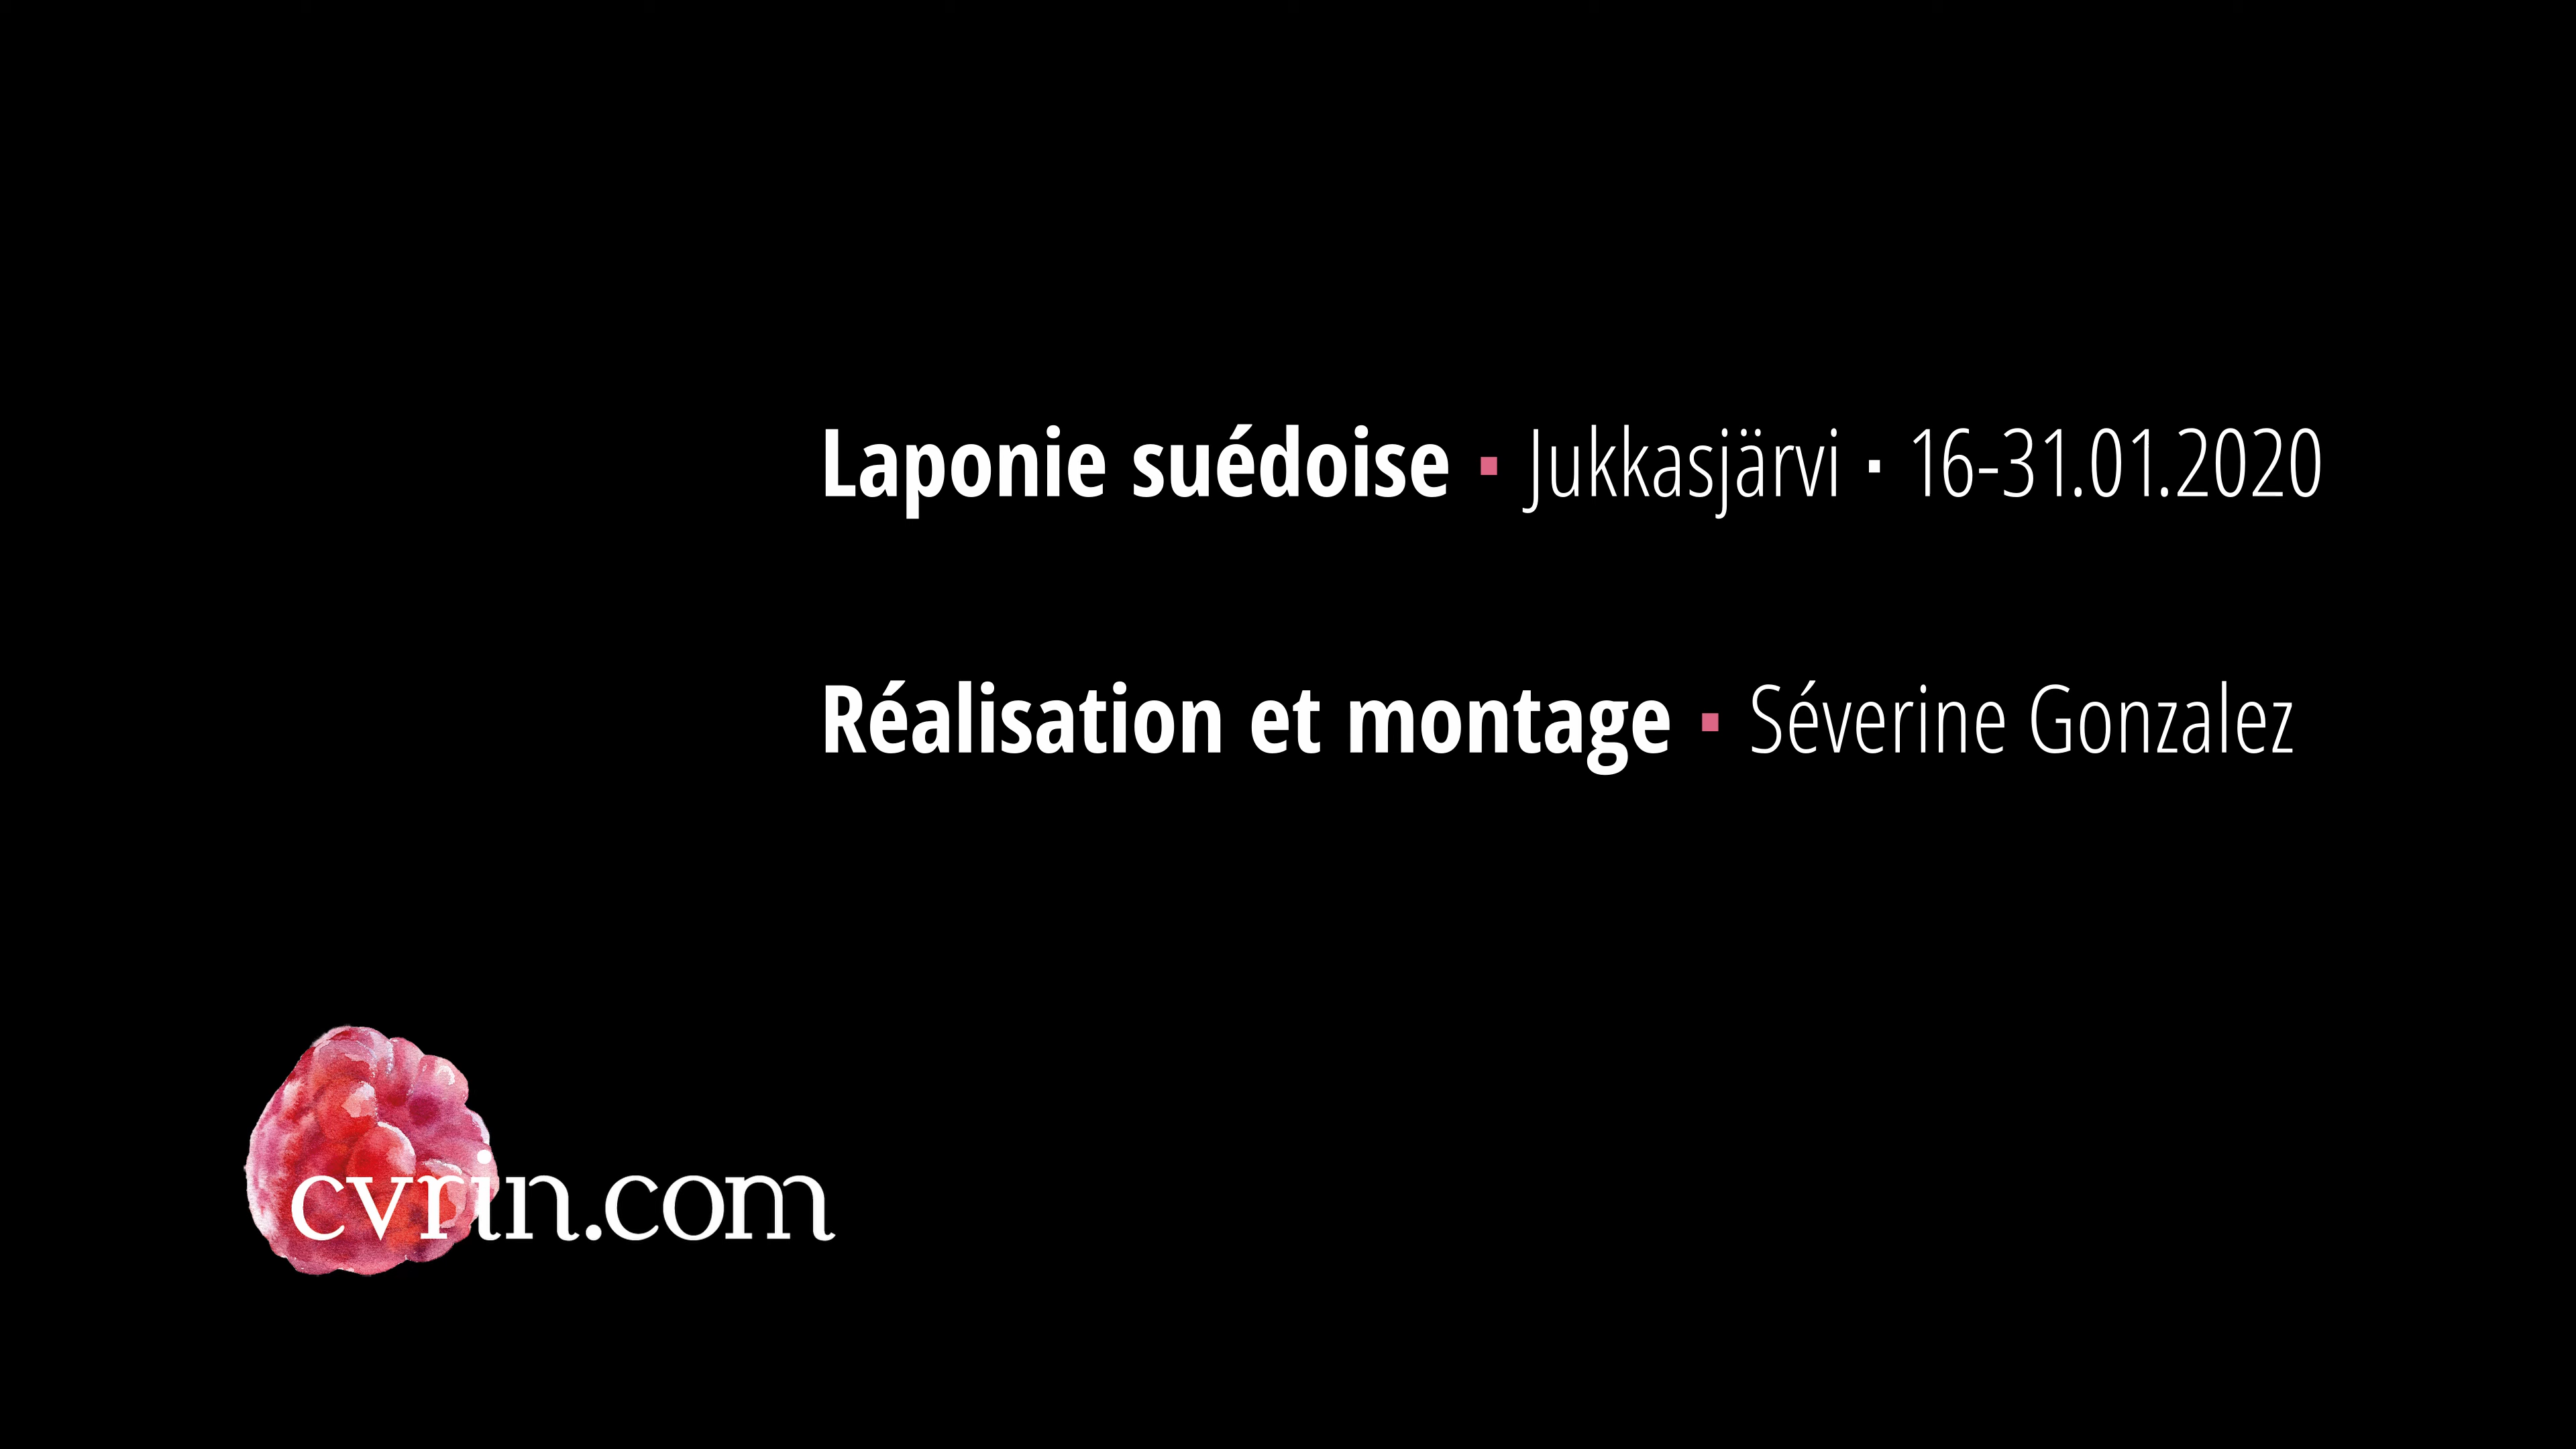 Laponie suédoise ▪ Jukkasjärvi ▪ 16-31.01.2020
Réalisation et montage ▪ Séverine Gonzalez
cvrin.com